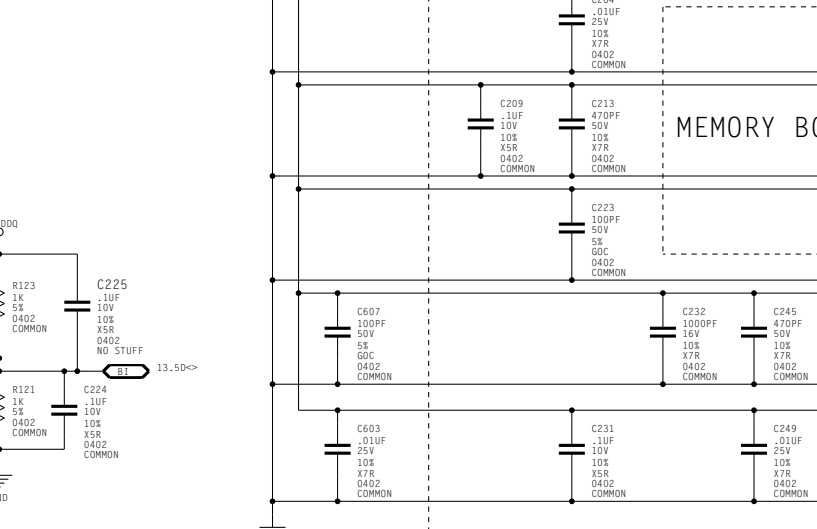 .01UF
25V
10%
X7R
0402
COMMON
C209
.1UF
10V
10%
X5R
0402
COMMON
C213
470PF
50V
10%
X7R
0402
COMMON
MEMORY
C223
100PF
50V
5%
GOC
0402
COMMON
DDQ
R123
1K
5%
0402
COMMON
C225
.1UF
10V
10%
X5R
0402
NO STUFF
BI
13.5D<>
R121
1K
5%
0402
COMMON
C224
.1UF
10V
10%
X5R
0402
COMMON
ND
C607
100PF
50V
5%
GOC
0402
COMMON
C232
1000PF
16V
10%
X7R
0402
COMMON
C245
470PF
50V
10%
X7R
0402
COMMON
C603
.01UF
25V
10%
X7R
0402
COMMON
C231
.1UF
10V
10%
X5R
0402
COMMON
C249
.01UF
25V
10%
X7R
0402
COMMON